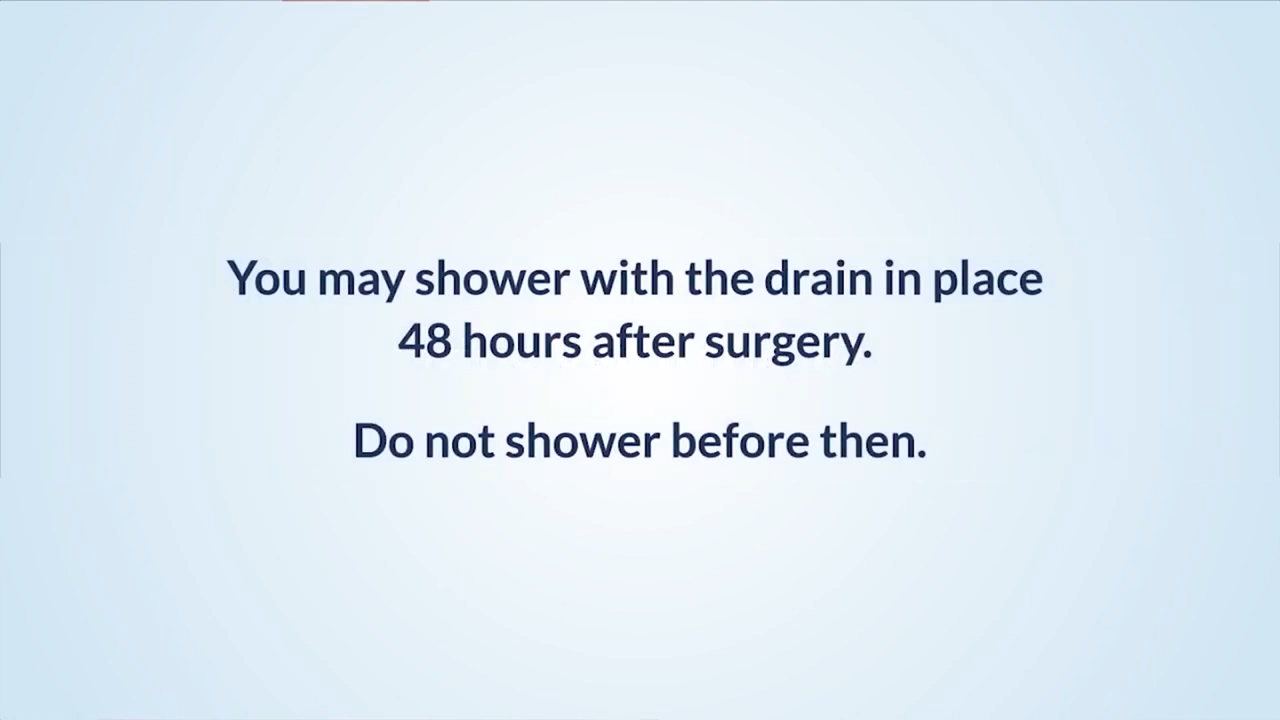 You may shower with the drain in place
48 hours after surgery.
Do not shower before then.